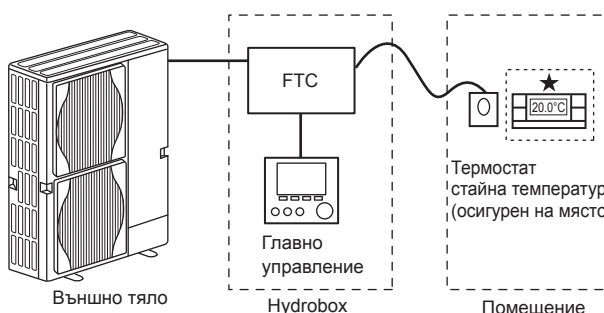 FTC
20.0°C
Термостат
стайна температур
(осигурен на място
Главно
управление
Външно тяло
Hydrobox
Помещение